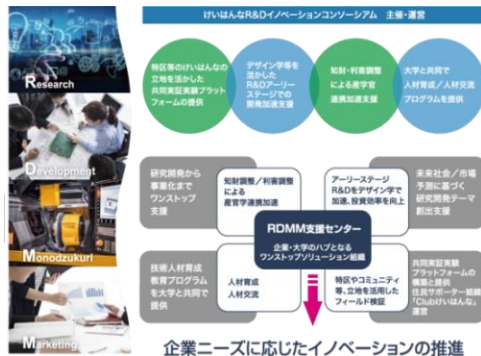 けいはんなR&Dイノベーションコンソーシアム 主催・運営
特区等のけいはんなの
立地を活かした
共同実証実験プラット
フォームの提供
デザイン学等を
活かした
R&Dアーリー
ステージでの
開発加速支援
知財・利害調整
による産学官
連携加速支援
大学と共同で
人材育成/人材交流
プログラムを提供
Research
Development
Monodzukuri
Marketing
研究開発から
事業化まで
ワンストップ
支援
知財調整/利害調整
による
産官学連携加速
アーリーステージ
R&Dをデザイン学で
加速、投資効率を向上
未来社会/市場
予測に基づく
研究開発テーマ
創出支援
RDMM支援センター
企業・大学のハブとなる
ワンストップソリューション組織
技術人材育成
教育プログラム
を大学と共同で
提供
人材育成
人材交流
特区やコミュニティ
等、立地を活用した
フィールド検証
共同実証実験
プラットフォームの
構築と提供
住民サポーター組織
「Clubけいはんな」
運営
企業ニーズに応じたイノベーションの推進